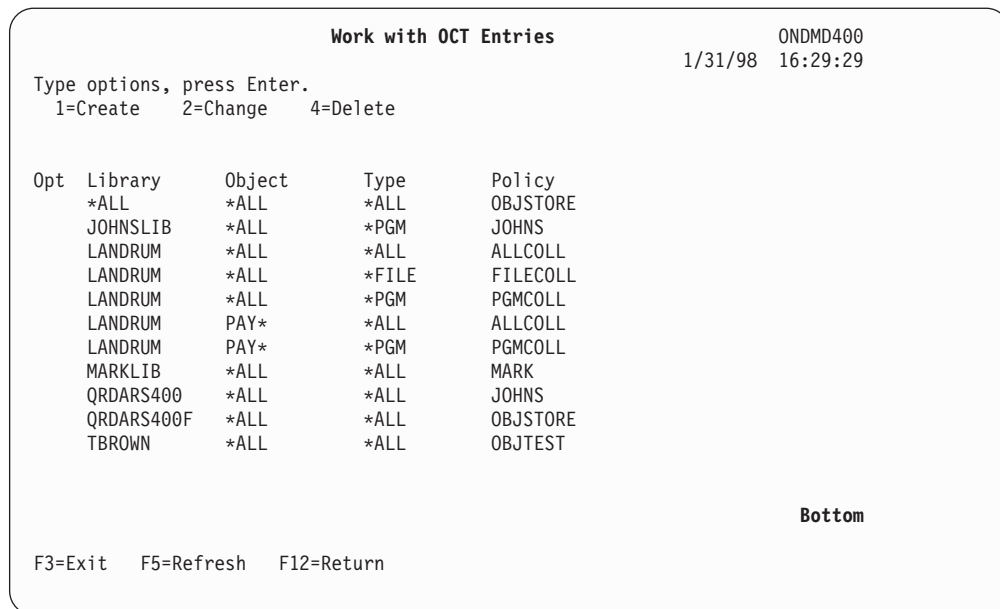 Work with OCT Entries ONDMD400
1/31/98 16:29:29
Type options, press Enter.
1=Create 2=Change 4=Delete
Opt Library Object Type Policy
*ALL *ALL *ALL OBJSTORE
JOHNSLIB *ALL *PGM JOHNS
LANDRUM *ALL *ALL ALLCOLL
LANDRUM *ALL *FILE FILECOLL
LANDRUM *ALL *PGM PGMCOLL
LANDRUM PAY* *ALL ALLCOLL
LANDRUM PAY* *PGM PGMCOLL
MARKLIB *ALL *ALL MARK
QRDARS400 *ALL *ALL JOHNS
QRDARS400F *ALL *ALL OBJSTORE
TBROWN *ALL *ALL OBJTEST
Bottom
F3=Exit F5=Refresh F12=Return